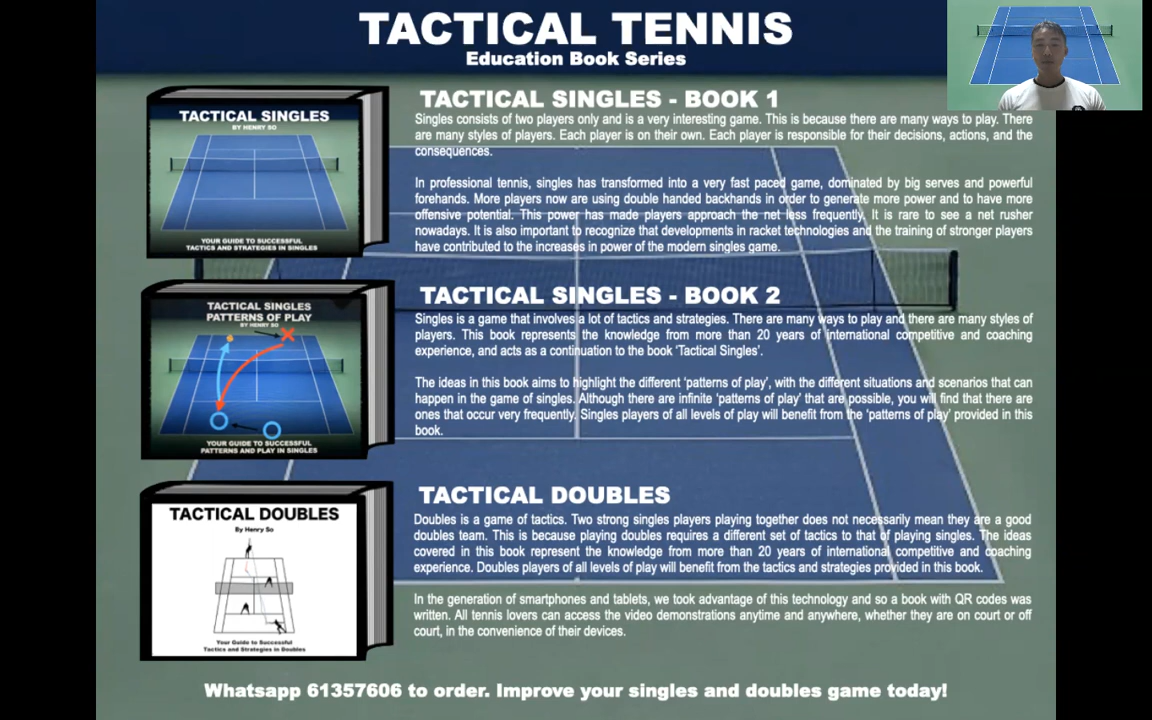 TACTICAL TENNIS
Education Book Series
TACTICAL SINGLES
BY HENRY SO
YOUR GUIDE TO SUCCESSFUL
TACTICS AND STRATEGIES IN SINGLES
TACTICAL SINGLES - BOOK 1
Singles consists of two players only and is a very interesting game. This is because there are many ways to play. There
are many styles of players. Each player is on their own. Each player is responsible for their decisions, actions, and the
consequences.
In professional tennis, singles has transformed into a very fast paced game, dominated by big serves and powerful
forehands. More players now are using double handed backhands in order to generate more power and to have more
offensive potential. This power has made players approach the net less frequently. It is rare to see a net rusher
nowadays. It is also important to recognize that developments in racket technologies and the training of stronger players
have contributed to the increases in power of the modern singles game.
TACTICAL SINGLES
PATTERNS OF PLAY
BY HENRY SO
YOUR GUIDE TO SUCCESSFUL
PATTERNS AND PLAY IN SINGLES
TACTICAL SINGLES - BOOK 2
Singles is a game that involves a lot of tactics and strategies. There are many ways to play and there are many styles of
players. This book represents the knowledge from more than 20 years of international competitive and coaching
experience, and acts as a continuation to the book ‘Tactical Singles’.
The ideas in this book aims to highlight the different ‘patterns of play’, with the different situations and scenarios that can
happen in the game of singles. Although there are infinite ‘patterns of play’ that are possible, you will find that there are
ones that occur very frequently. Singles players of all levels of play will benefit from the ‘patterns of play’ provided in this
book.
TACTICAL DOUBLES
By Henry So
Your Guide to Successful
Tactics and Strategies in Doubles
TACTICAL DOUBLES
Doubles is a game of tactics. Two strong singles players playing together does not necessarily mean they are a good
doubles team. This is because playing doubles requires a different set of tactics to that of playing singles. The ideas
covered in this book represent the knowledge from more than 20 years of international competitive and coaching
experience. Doubles players of all levels of play will benefit from the tactics and strategies provided in this book.
In the generation of smartphones and tablets, we took advantage of this technology and so a book with QR codes was
written. All tennis lovers can access the video demonstrations anytime and anywhere, whether they are on court or off
court, in the convenience of their devices.
Whatsapp 61357606 to order. Improve your singles and doubles game today!